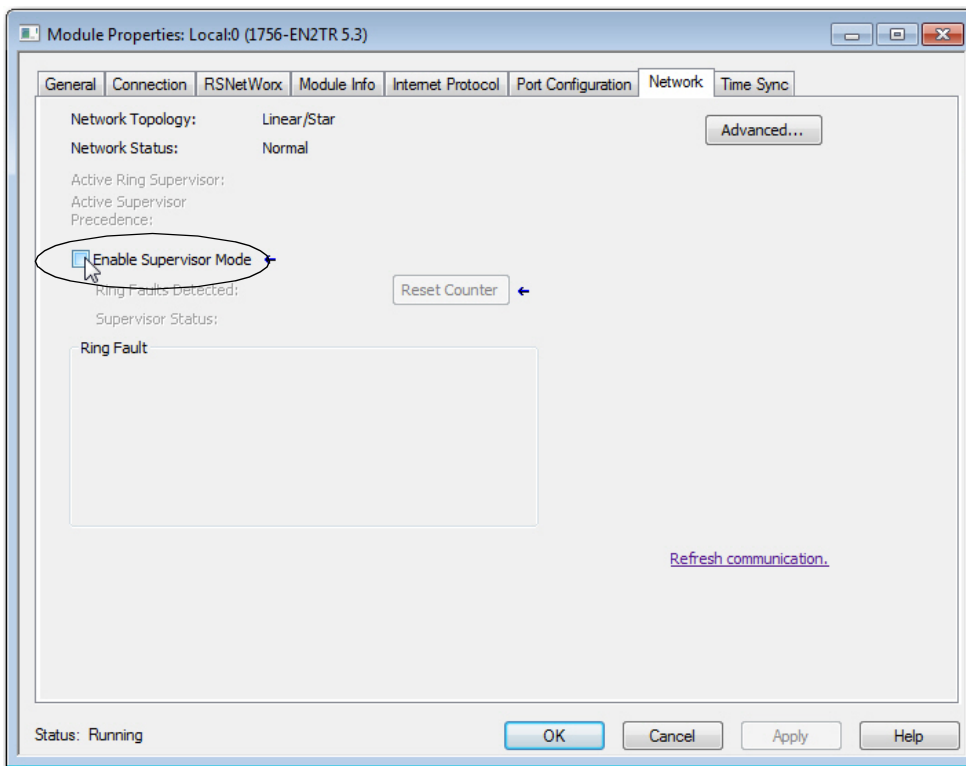 Module Properties: Local:0 (1756-EN2TR 5.3)
General Connection RSNetWorx Module Info Internet Protocol Port Configuration Network Time Sync
Network Topology: Linear/Star Advanced...
Network Status: Normal
Active Ring Supervisor:
Active Supervisor
Precedence:
Enable Supervisor Mode
Ring Faults Detected: Reset Counter
Supervisor Status:
Ring Fault
Refresh communication.
Status: Running OK Cancel Apply Help